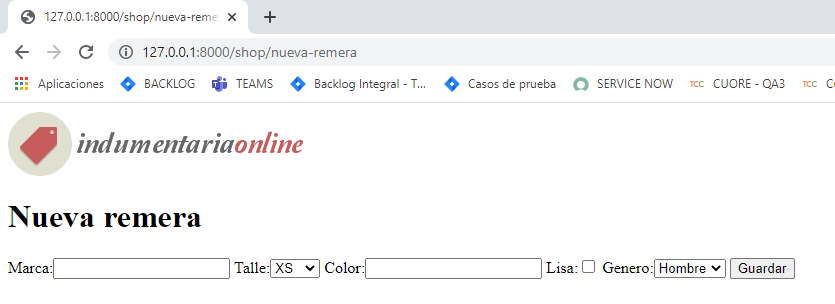 127.0.0.1:8000/shop/nueva-reme
127.0.0.1:8000/shop/nueva-remera
Aplicaciones BACKLOG TEAMS Backlog Integral - T... Casos de prueba SERVICE NOW TCC CUORE - QA3 TCC
indumentariaonline
Nueva remera
Marca: Talle: XS Color: Lisa: Genero: Hombre Guardar